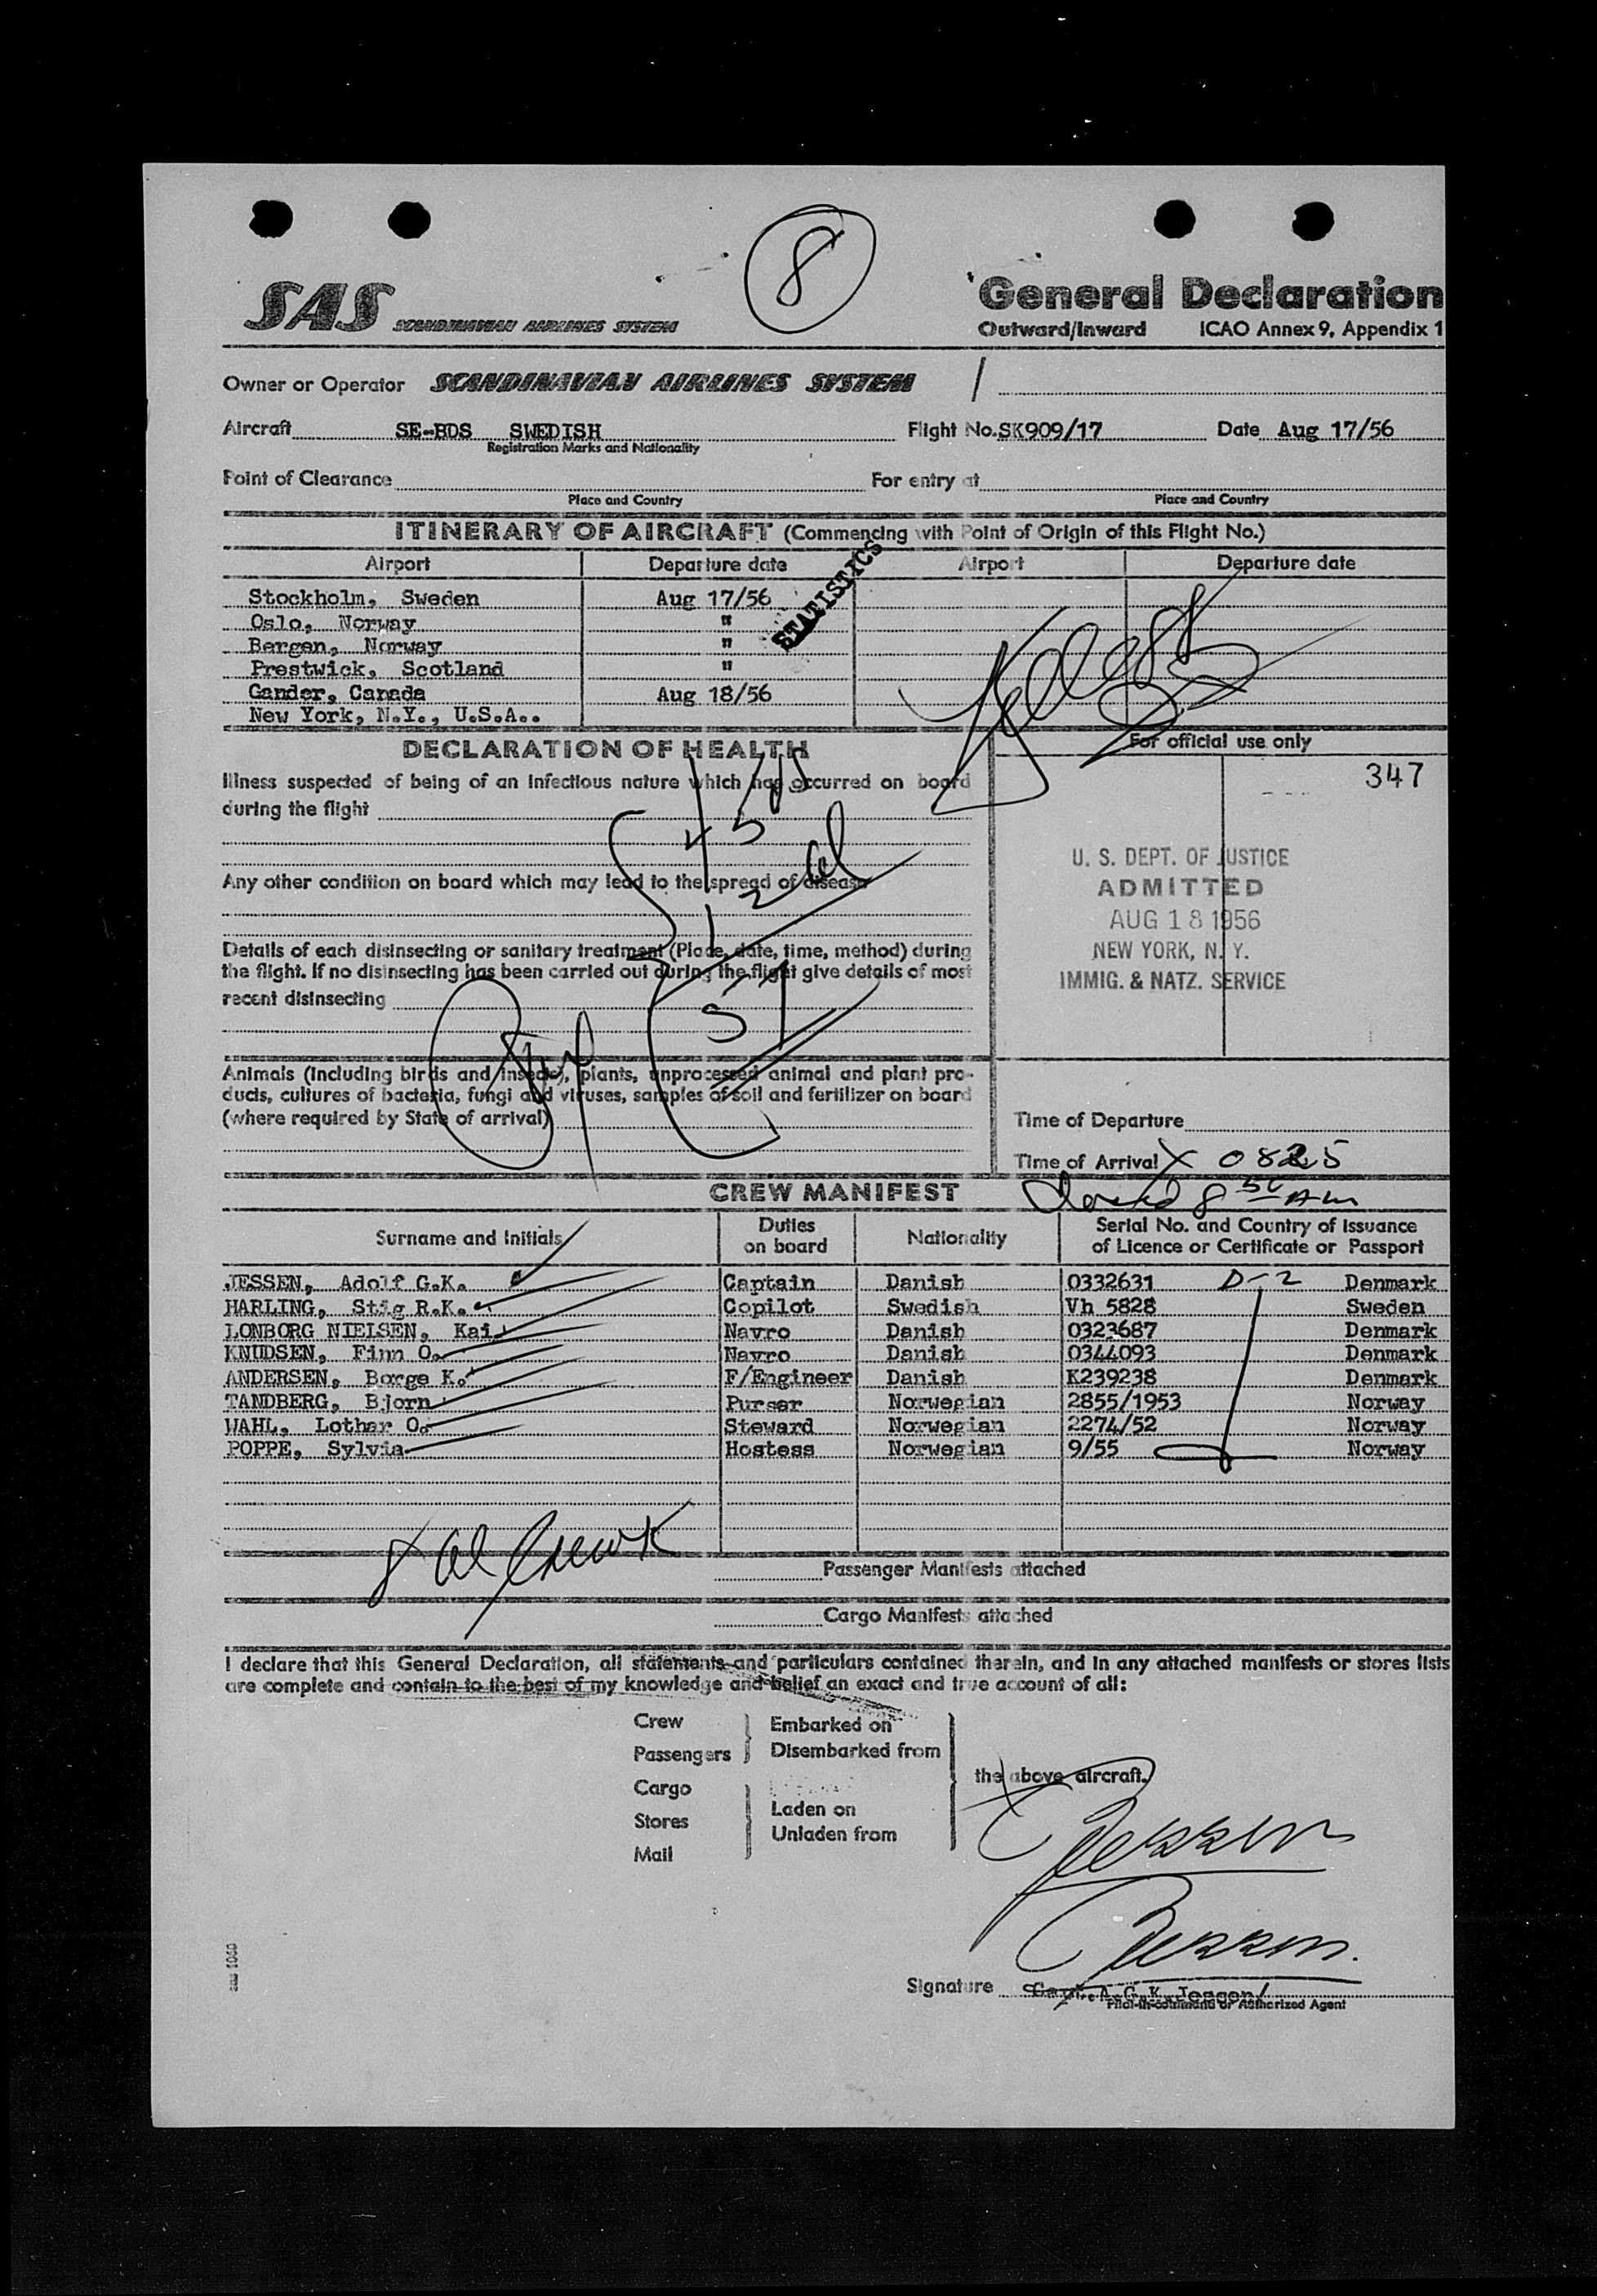 8
SAS SCANDINAVIAN AIRLINES SYSTEM
General Declaration
Outward/Inward ICAO Annex 9, Appendix 1
Owner or Operator SCANDINAVIAN AIRLINES SYSTEM
Aircraft SE-BDS SWEDISH Flight No. SK909/17 Date Aug 17/56
Registration Marks and Nationality
Point of Clearance For entry at
Place and Country Place and Country
ITINERARY OF AIRCRAFT (Commencing with Point of Origin of this Flight No.)
Airport Departure date Airport Departure date
STATISTICS
Stockholm, Sweden Aug 17/56
Oslo, Norway "
Bergen, Norway "
Prestwick, Scotland "
Gander, Canada Aug 18/56
New York, N.Y., U.S.A..
DECLARATION OF HEALTH
Illness suspected of being of an infectious nature which has occurred on board
during the flight
Any other condition on board which may lead to the spread of disease
Details of each disinsecting or sanitary treatment (Place, date, time, method) during
the flight. If no disinsecting has been carried out during the flight give details of most
recent disinsecting
Animals (including birds and insects), plants, unprocessed animal and plant pro-
ducts, cultures of bacteria, fungi and viruses, samples of soil and fertilizer on board
(where required by State of arrival)
For official use only
347
U. S. DEPT. OF JUSTICE
ADMITTED
AUG 18 1956
NEW YORK, N. Y.
IMMIG. & NATZ. SERVICE
Time of Departure
Time of Arrival X 0825
CREW MANIFEST
Surname and Initials Duties on board Nationality Serial No. and Country of Issuance of Licence or Certificate or Passport
JESSEN, Adolf G.K. Captain Danish 0332631 D-2 Denmark
HARLING, Stig R.K. Copilot Swedish Vh 5828 Sweden
LONBORG NIELSEN, Kai Navro Danish 0323687 Denmark
KNUDSEN, Finn O. Navro Danish 0344093 Denmark
ANDERSEN, Borge K. F/Engineer Danish K239238 Denmark
TANDBERG, Bjorn Purser Norwegian 2855/1953 Norway
WAHL, Lothar O. Steward Norwegian 2274/52 Norway
POPPE, Sylvia Hostess Norwegian 9/55 Norway
Passenger Manifests attached
Cargo Manifests attached
I declare that this General Declaration, all statements and particulars contained therein, and in any attached manifests or stores lists
are complete and contain to the best of my knowledge and belief an exact and true account of all:
Crew
Passengers
Embarked on
Disembarked from
Cargo
Stores
Mail
Laden on
Unladen from
the above aircraft.
Signature Capt. A.G.K. Jessen/
Pilot-in-command or Authorized Agent
sas 1060